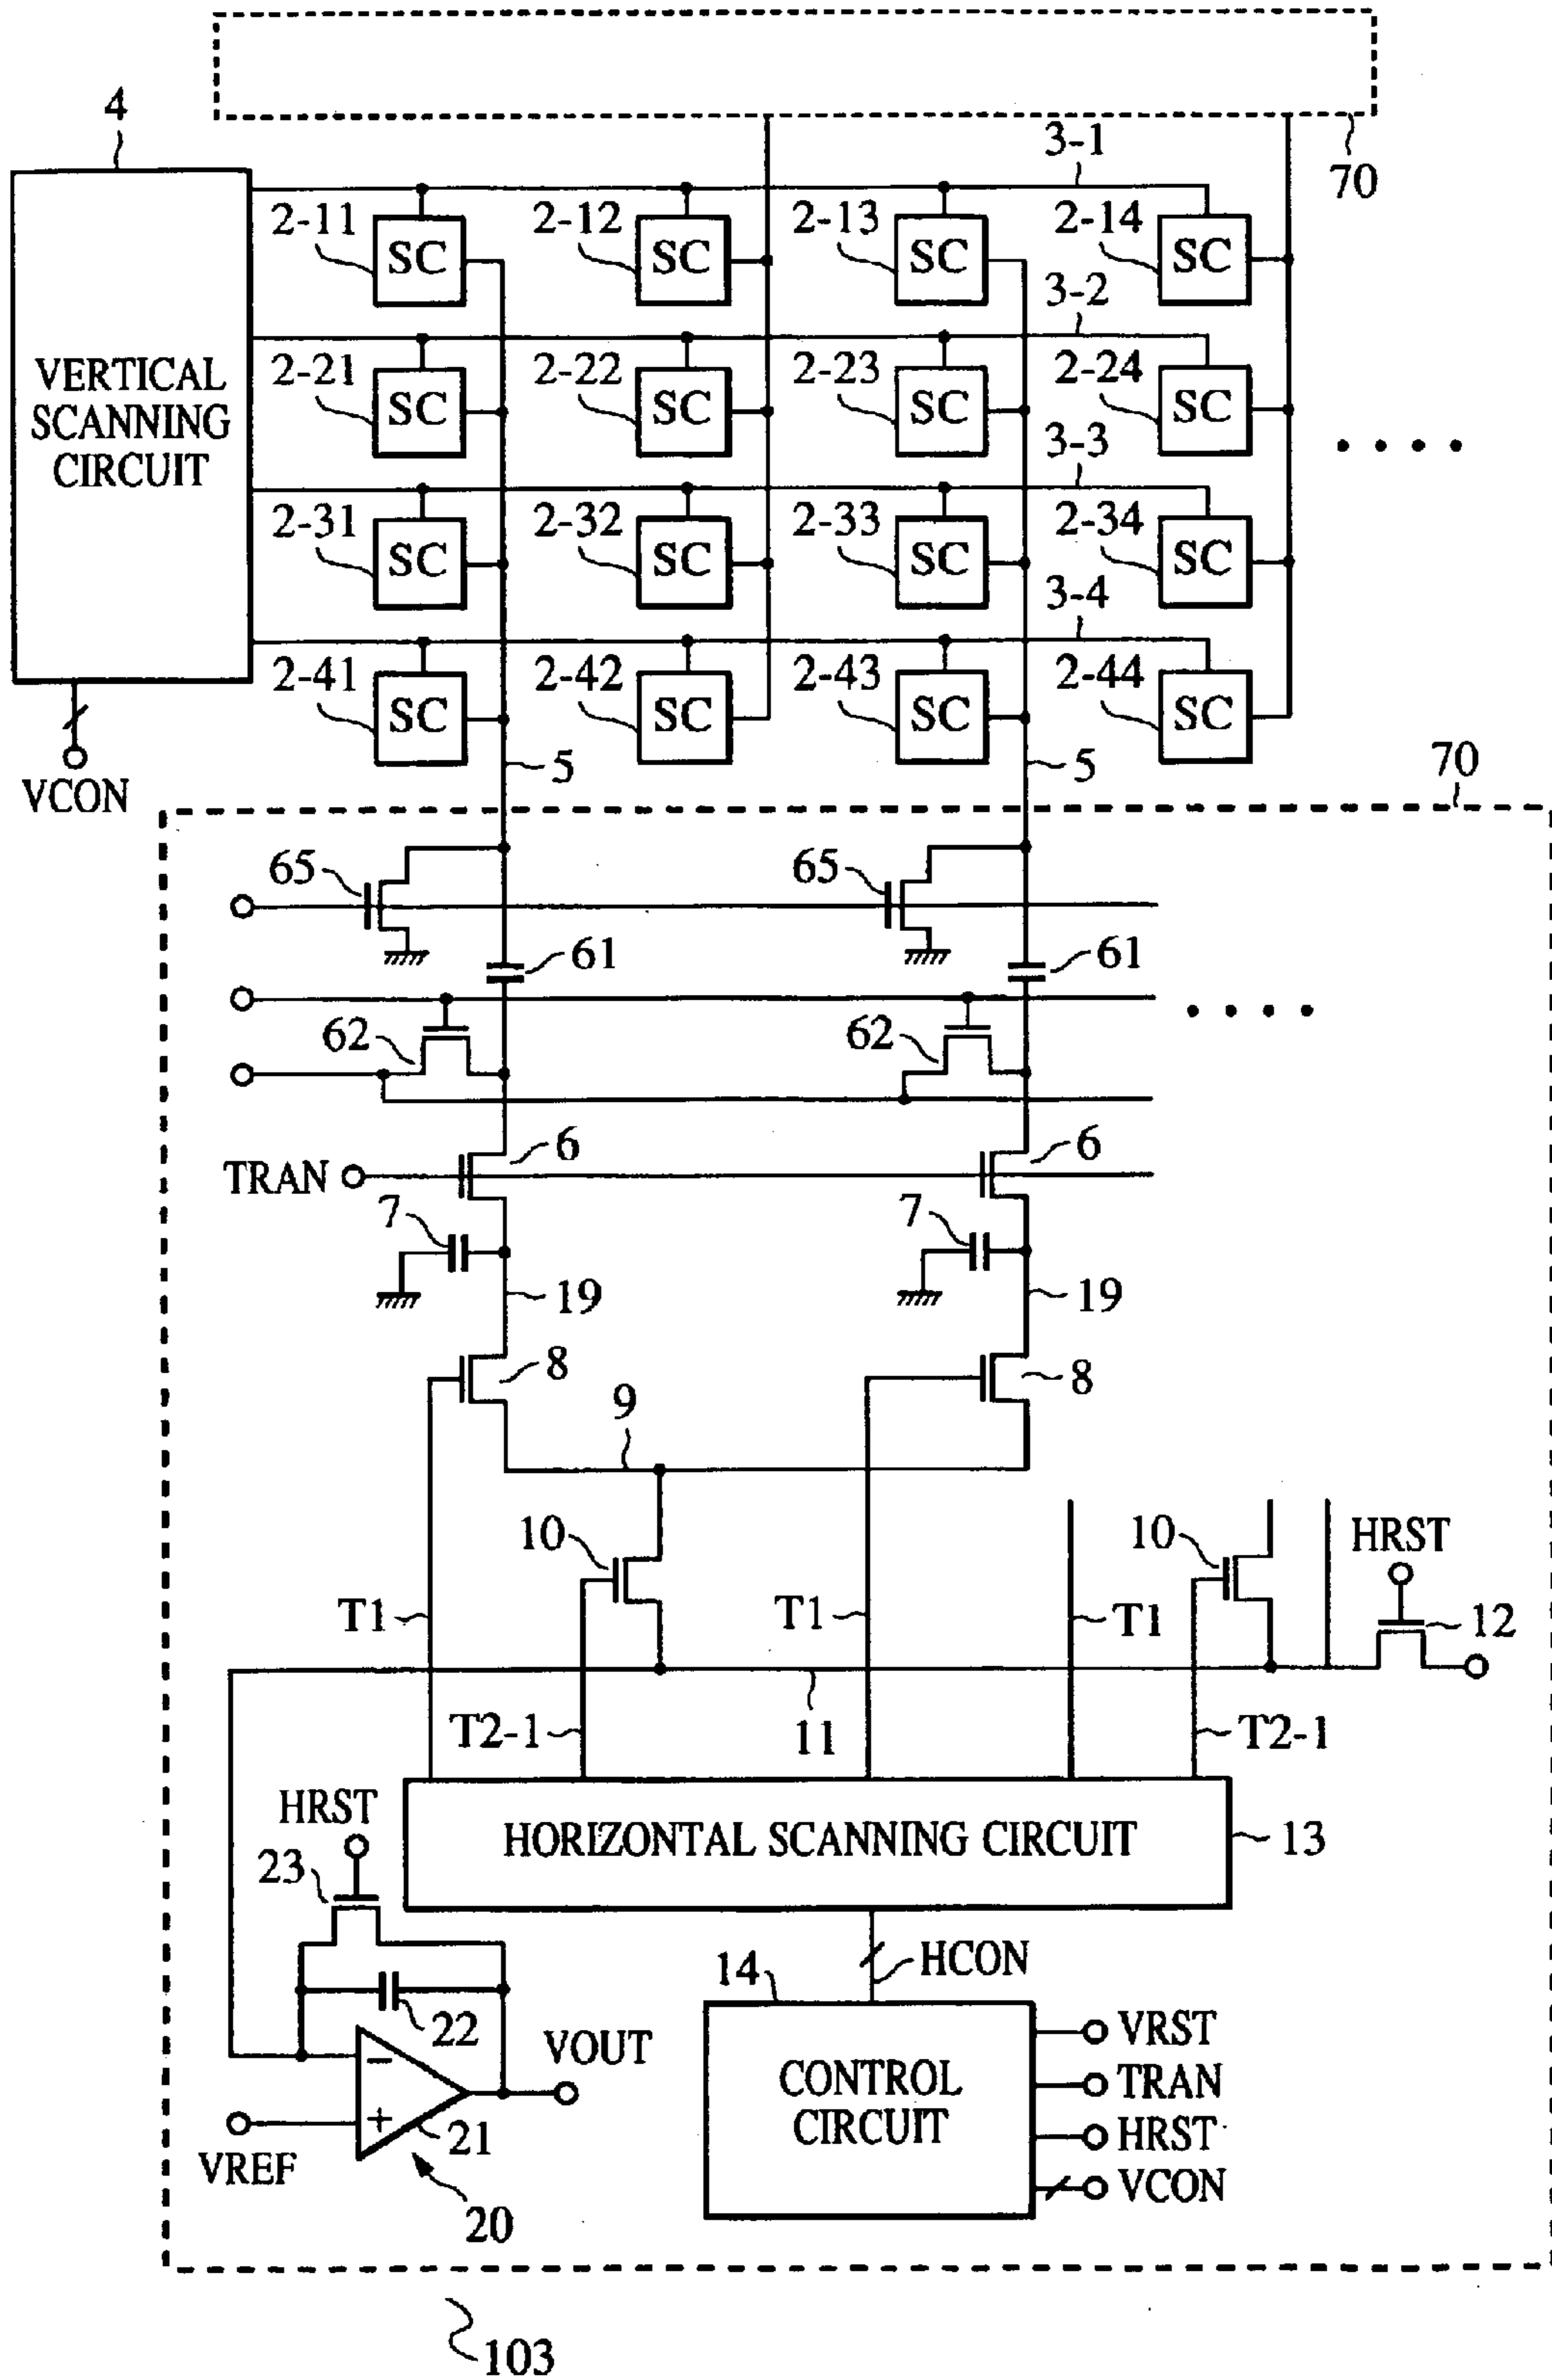 4
3-1
70
2-11 SC
2-12 SC
2-13 SC
2-14 SC
3-2
VERTICAL
SCANNING
CIRCUIT
2-21 SC
2-22 SC
2-23 SC
2-24 SC
3-3
2-31 SC
2-32 SC
2-33 SC
2-34 SC
3-4
2-41 SC
2-42 SC
2-43 SC
2-44 SC
VCON
5
5
70
65
65
61
61
62
62
TRAN
6
6
7
7
19
19
8
8
9
10
10
HRST
T1
T1
T1
12
T2-1
11
T2-1
HRST
HORIZONTAL SCANNING CIRCUIT
13
23
HCON
14
22
VOUT
VRST
−
CONTROL
CIRCUIT
TRAN
+
21
HRST
VREF
VCON
20
103